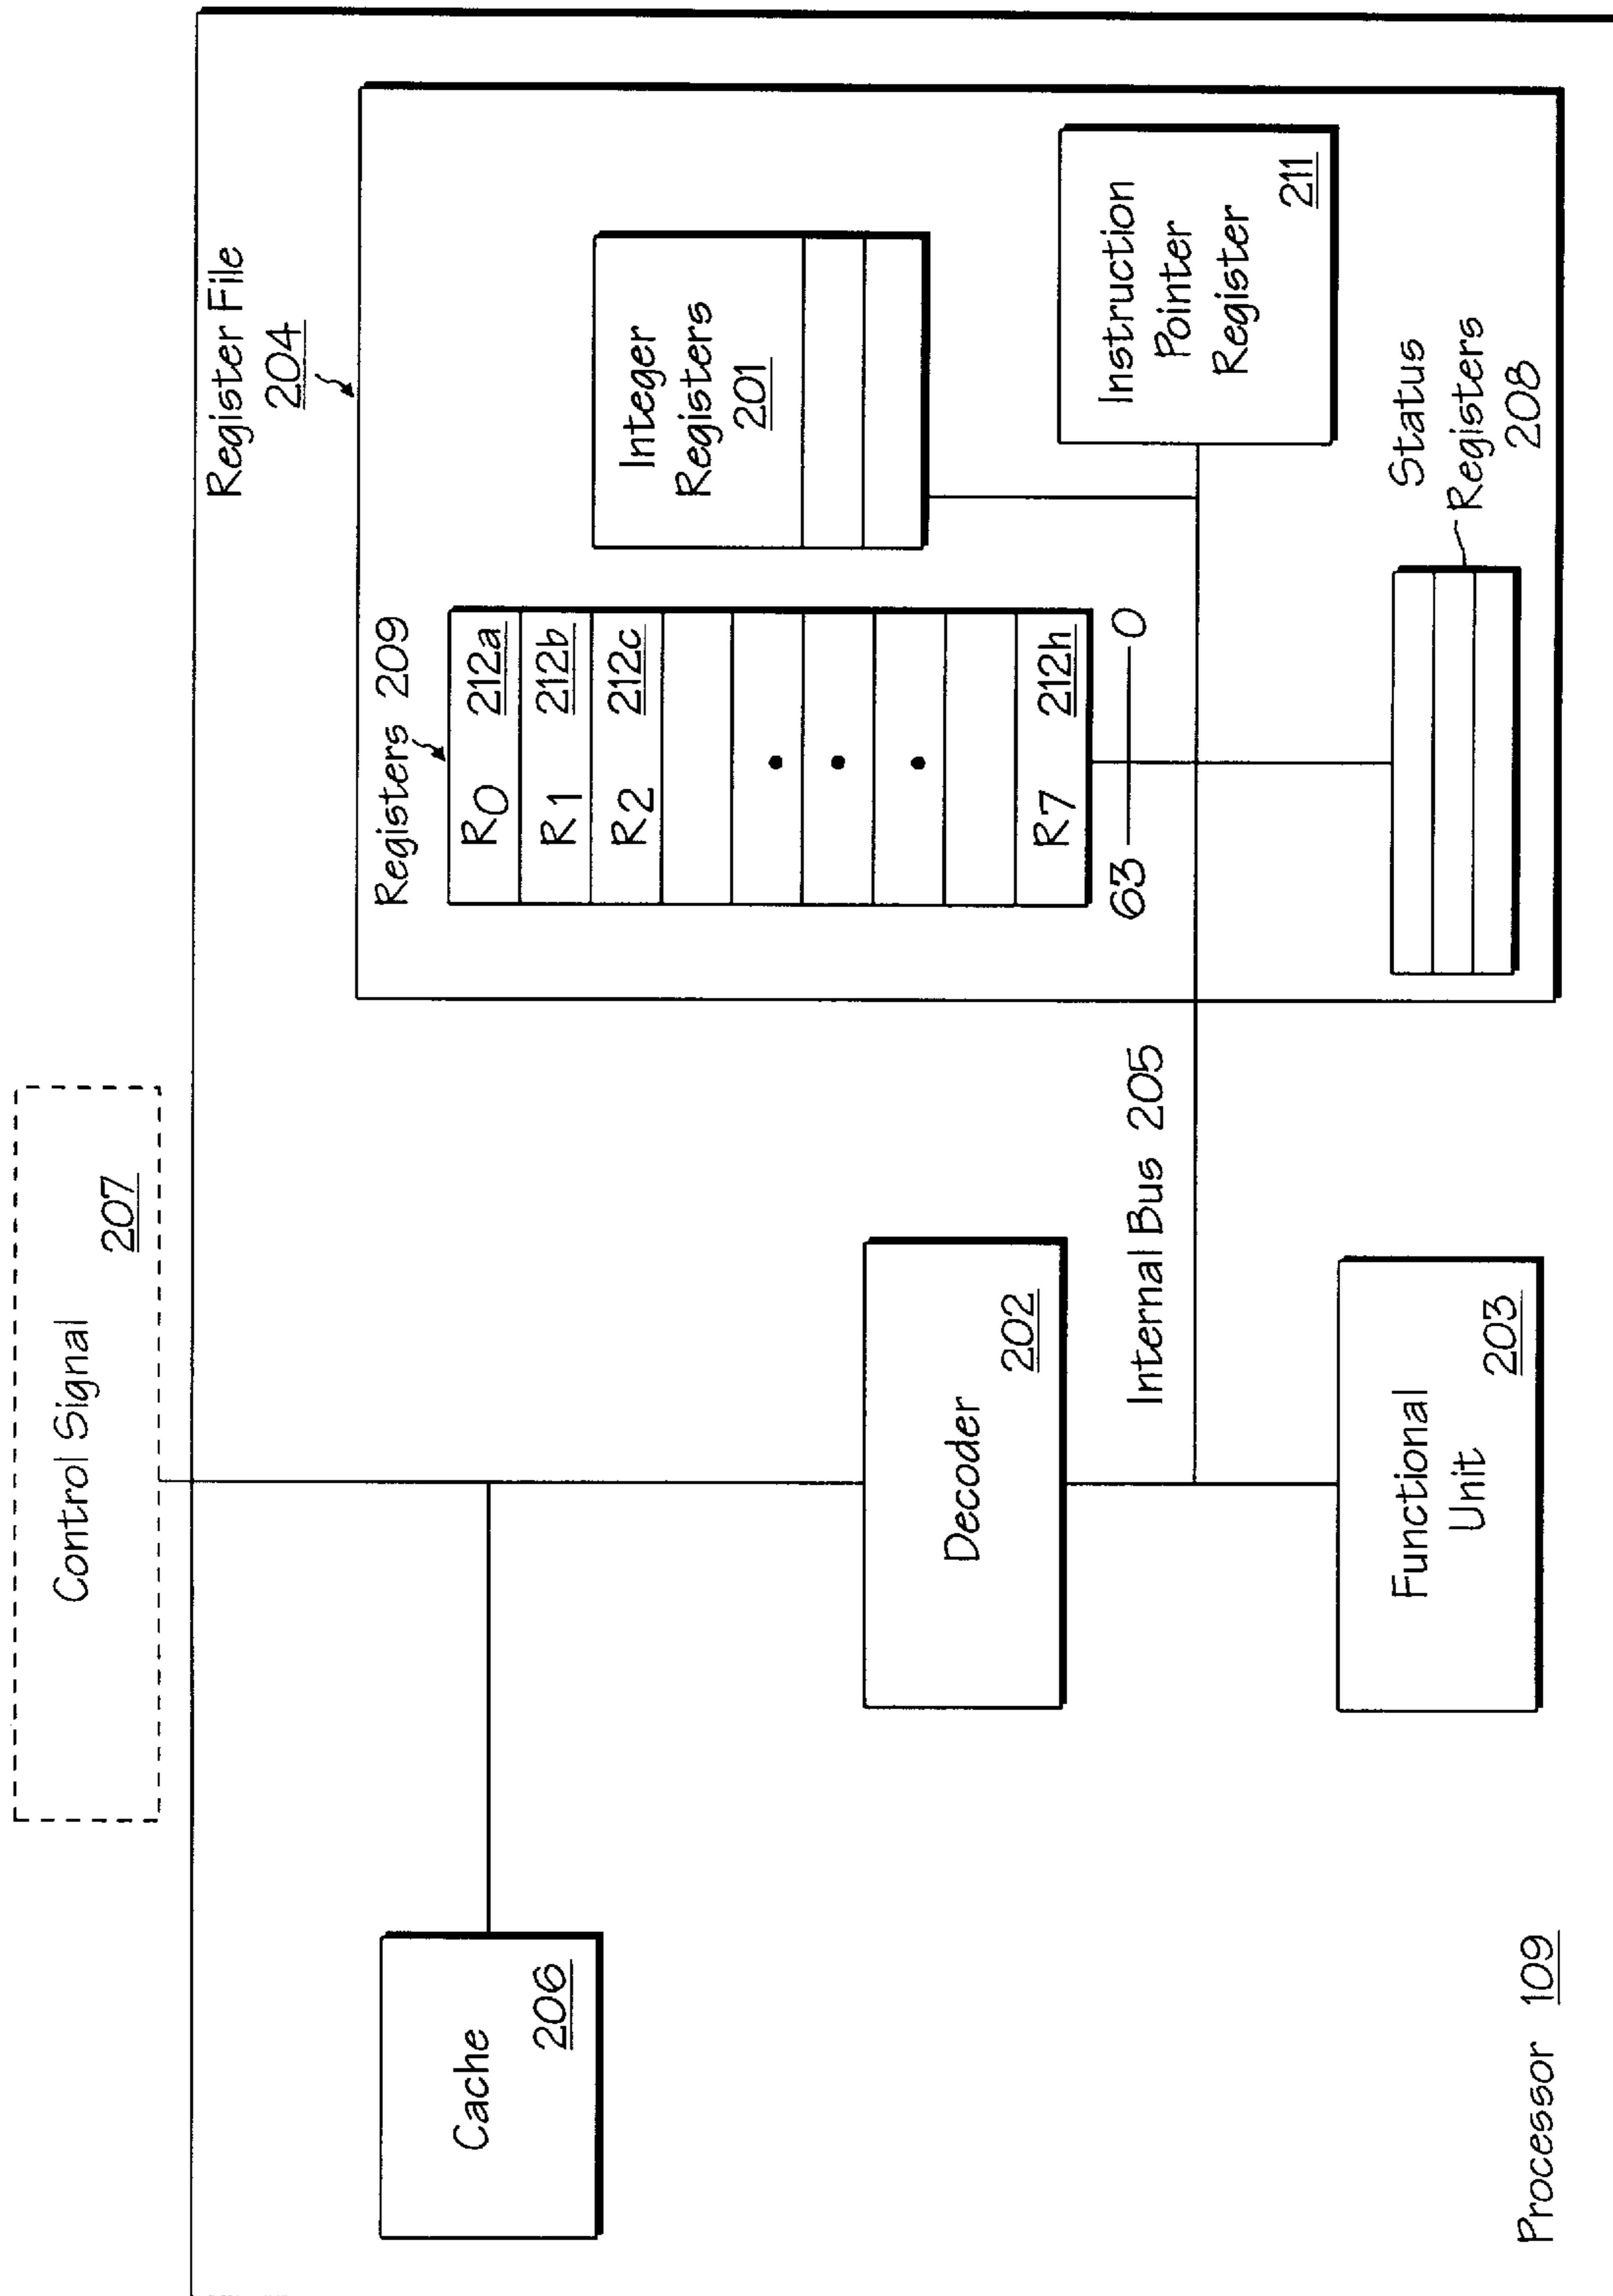 Control Signal
207
Register File
204
Registers 209
R0 212a
R1 212b
R2 212c
R7 212h
63 0
Integer
Registers
201
Instruction
Pointer
Register
211
Status
Registers
208
Cache
206
Decoder
202
Internal Bus 205
Functional
Unit
203
Processor 109